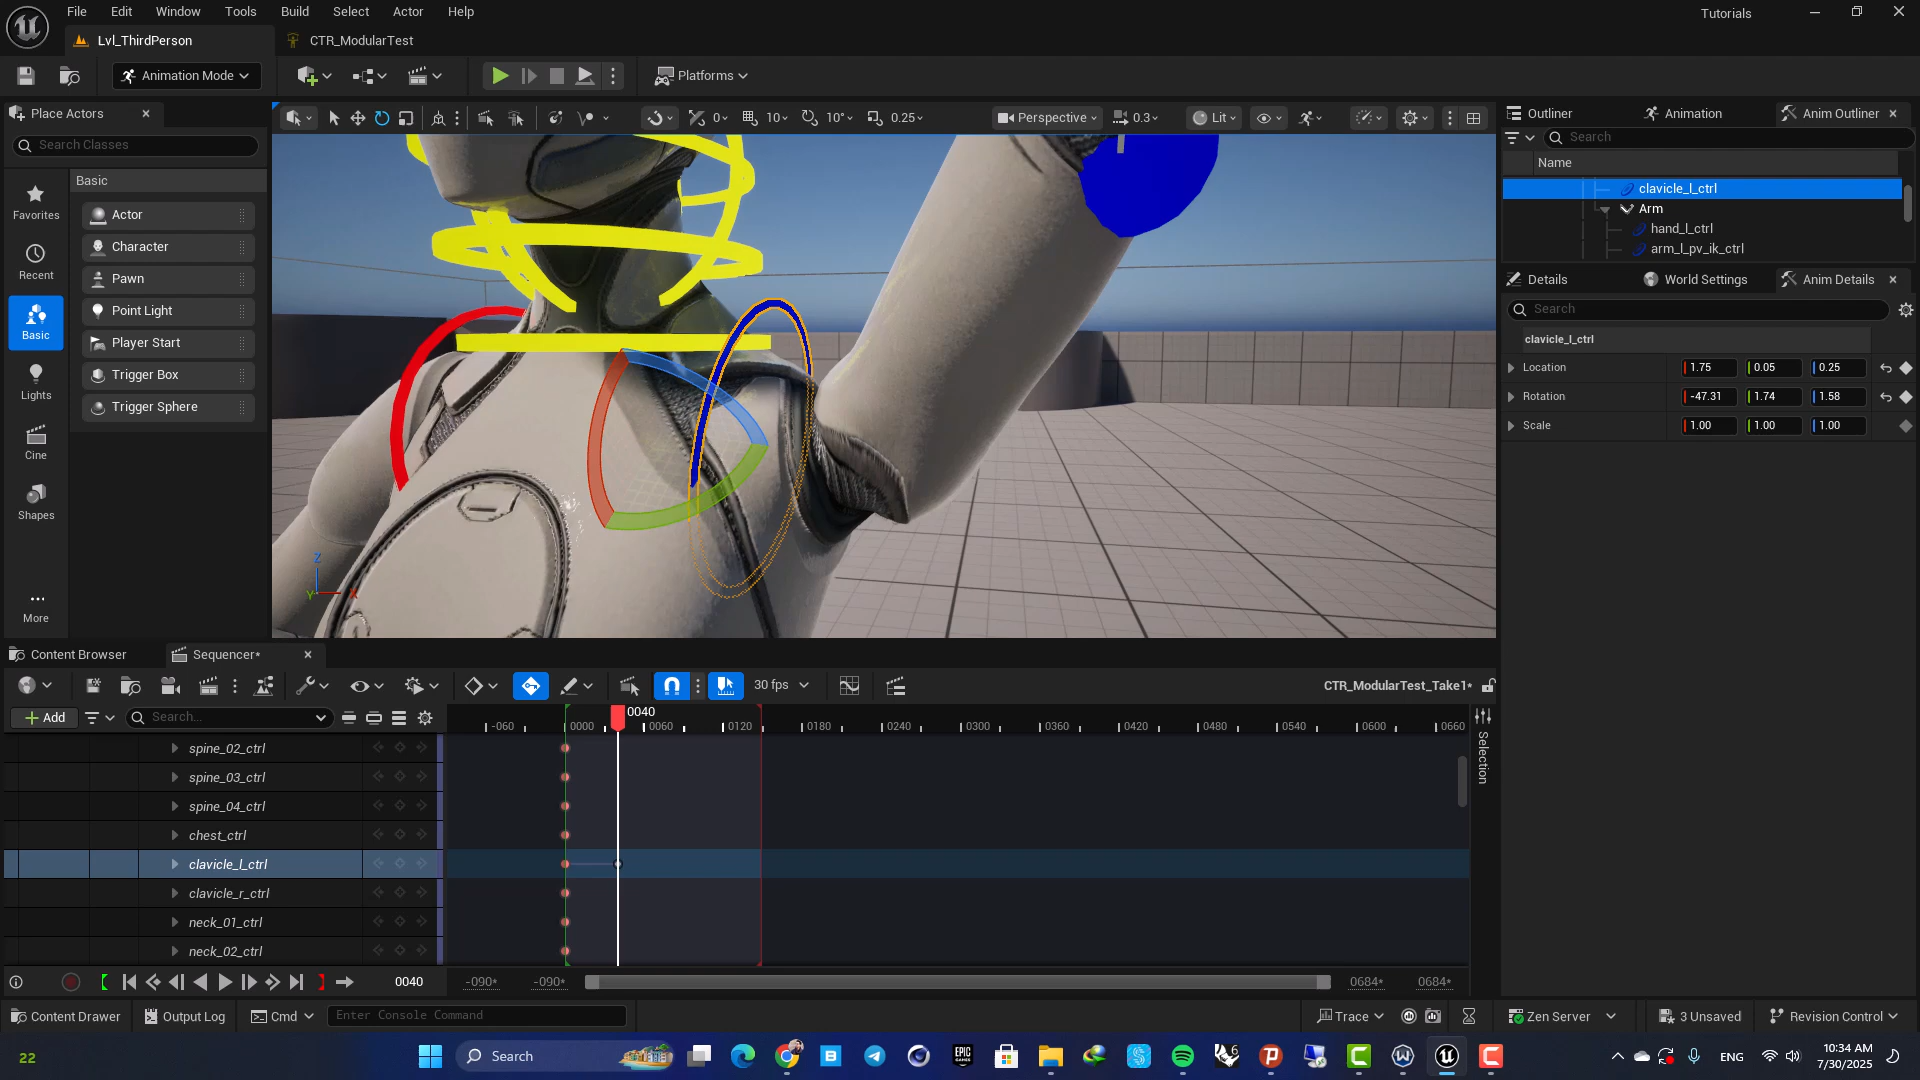 File Edit Window Tools Build Select Actor Help
Tutorials
Lvl_ThirdPerson
CTR_ModularTest
Animation Mode
Platforms
Place Actors
Search Classes
Favorites
Recent
Basic
Lights
Cine
Shapes
More
Basic
Actor
Character
Pawn
Point Light
Player Start
Trigger Box
Trigger Sphere
0
10
10°
0.25
Perspective
0.3
Lit
Z
Y
X
Outliner
Animation
Anim Outliner
Search
Name
clavicle_l_ctrl
Arm
hand_l_ctrl
arm_l_pv_ik_ctrl
Details
World Settings
Anim Details
Search
clavicle_l_ctrl
Location 1.75 0.05 0.25
Rotation -47.31 1.74 1.58
Scale 1.00 1.00 1.00
Content Browser
Sequencer*
30 fps
CTR_ModularTest_Take1*
Add
Search...
0040
-060 0000 0060 0120 0180 0240 0300 0360 0420 0480 0540 0600 0660
Selection
spine_02_ctrl
spine_03_ctrl
spine_04_ctrl
chest_ctrl
clavicle_l_ctrl
clavicle_r_ctrl
neck_01_ctrl
neck_02_ctrl
0040
-090* -090* 0684* 0684*
Content Drawer
Output Log
Cmd
Enter Console Command
Trace
Zen Server
3 Unsaved
Revision Control
22
Search
EPIC GAMES
6
ENG
10:34 AM
7/30/2025